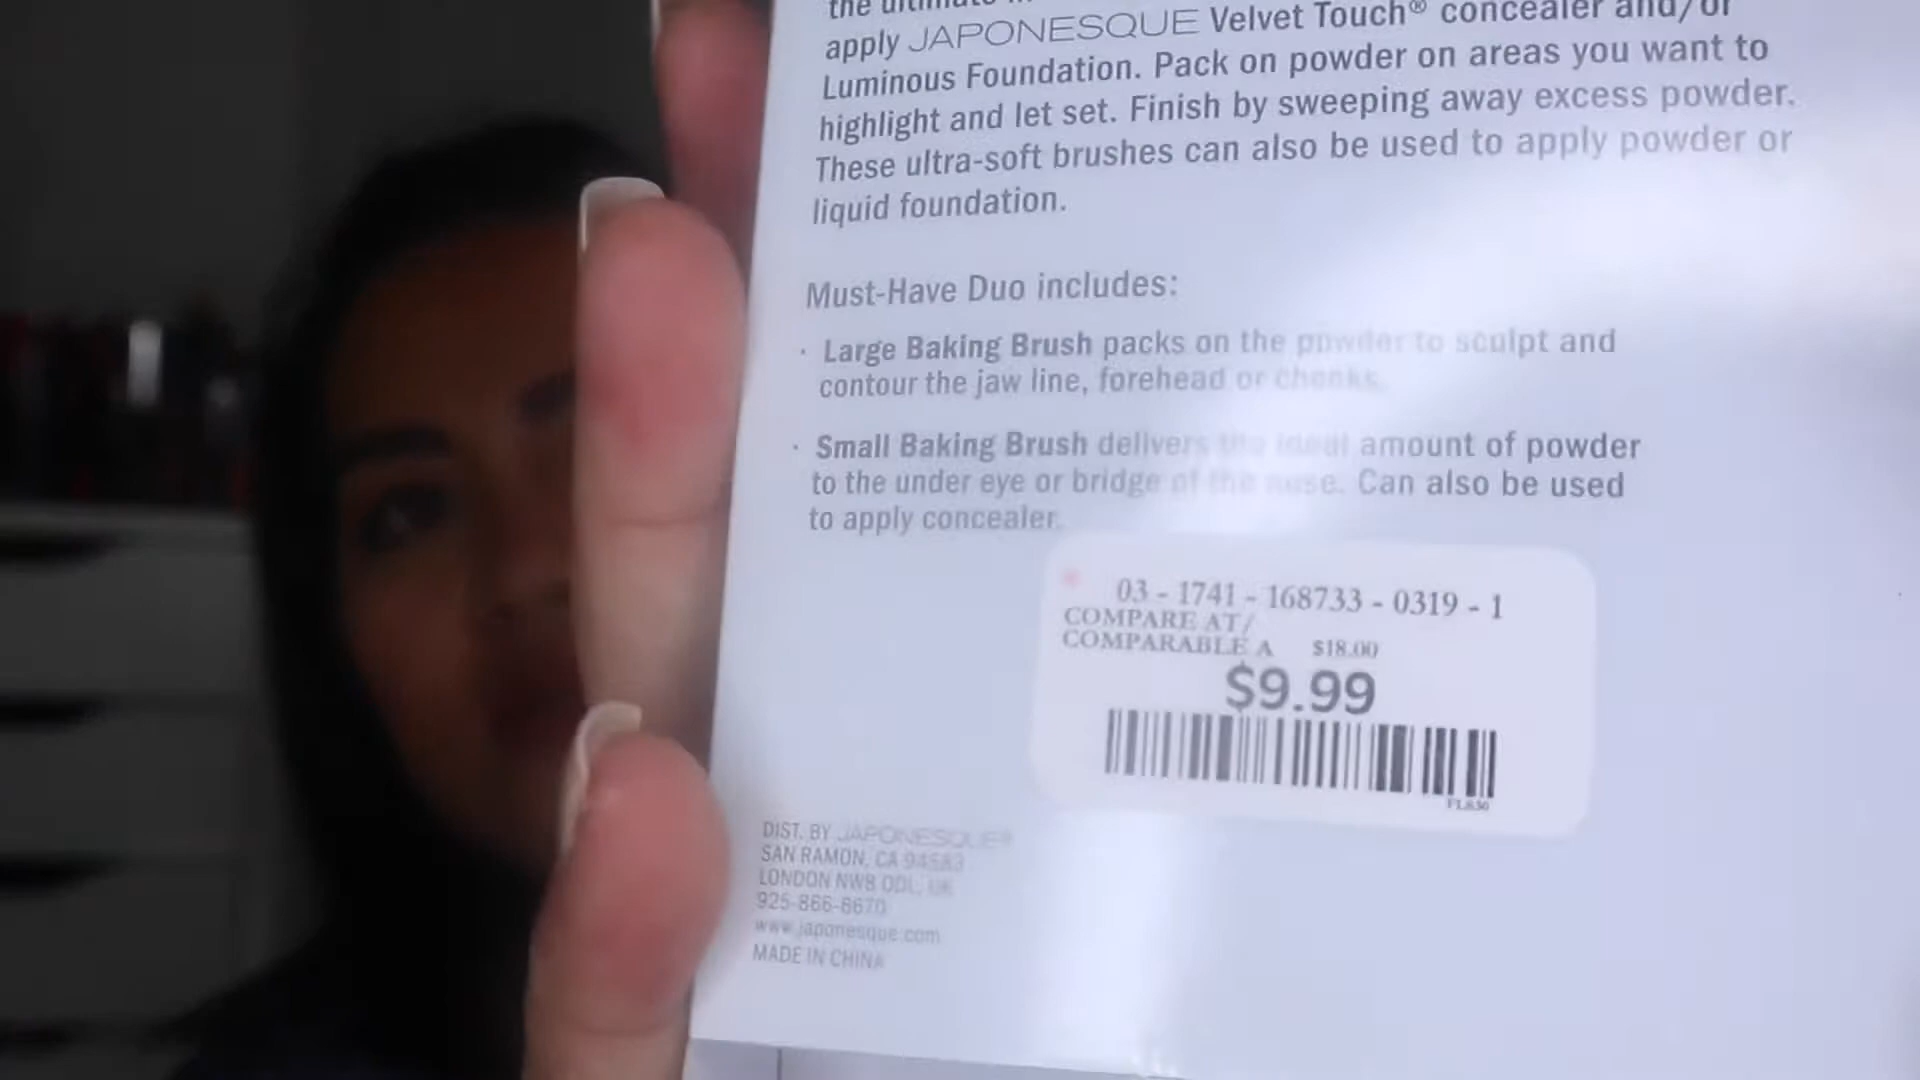 the ultimate
apply JAPONESQUE Velvet Touch® concealer and/or
Luminous Foundation. Pack on powder on areas you want to
highlight and let set. Finish by sweeping away excess powder.
These ultra-soft brushes can also be used to apply powder or
liquid foundation.
Must-Have Duo includes:
· Large Baking Brush packs on the powder to sculpt and
contour the jaw line, forehead or cheeks.
· Small Baking Brush delivers the ideal amount of powder
to the under eye or bridge of the nose. Can also be used
to apply concealer.
03 - 1741 - 168733 - 0319 - 1
COMPARE AT/
COMPARABLE A $18.00
$9.99
DIST. BY JAPONESQUE®
SAN RAMON, CA 94583
LONDON NW8 UK
925-866-6670
www.japonesque.com
MADE IN CHINA